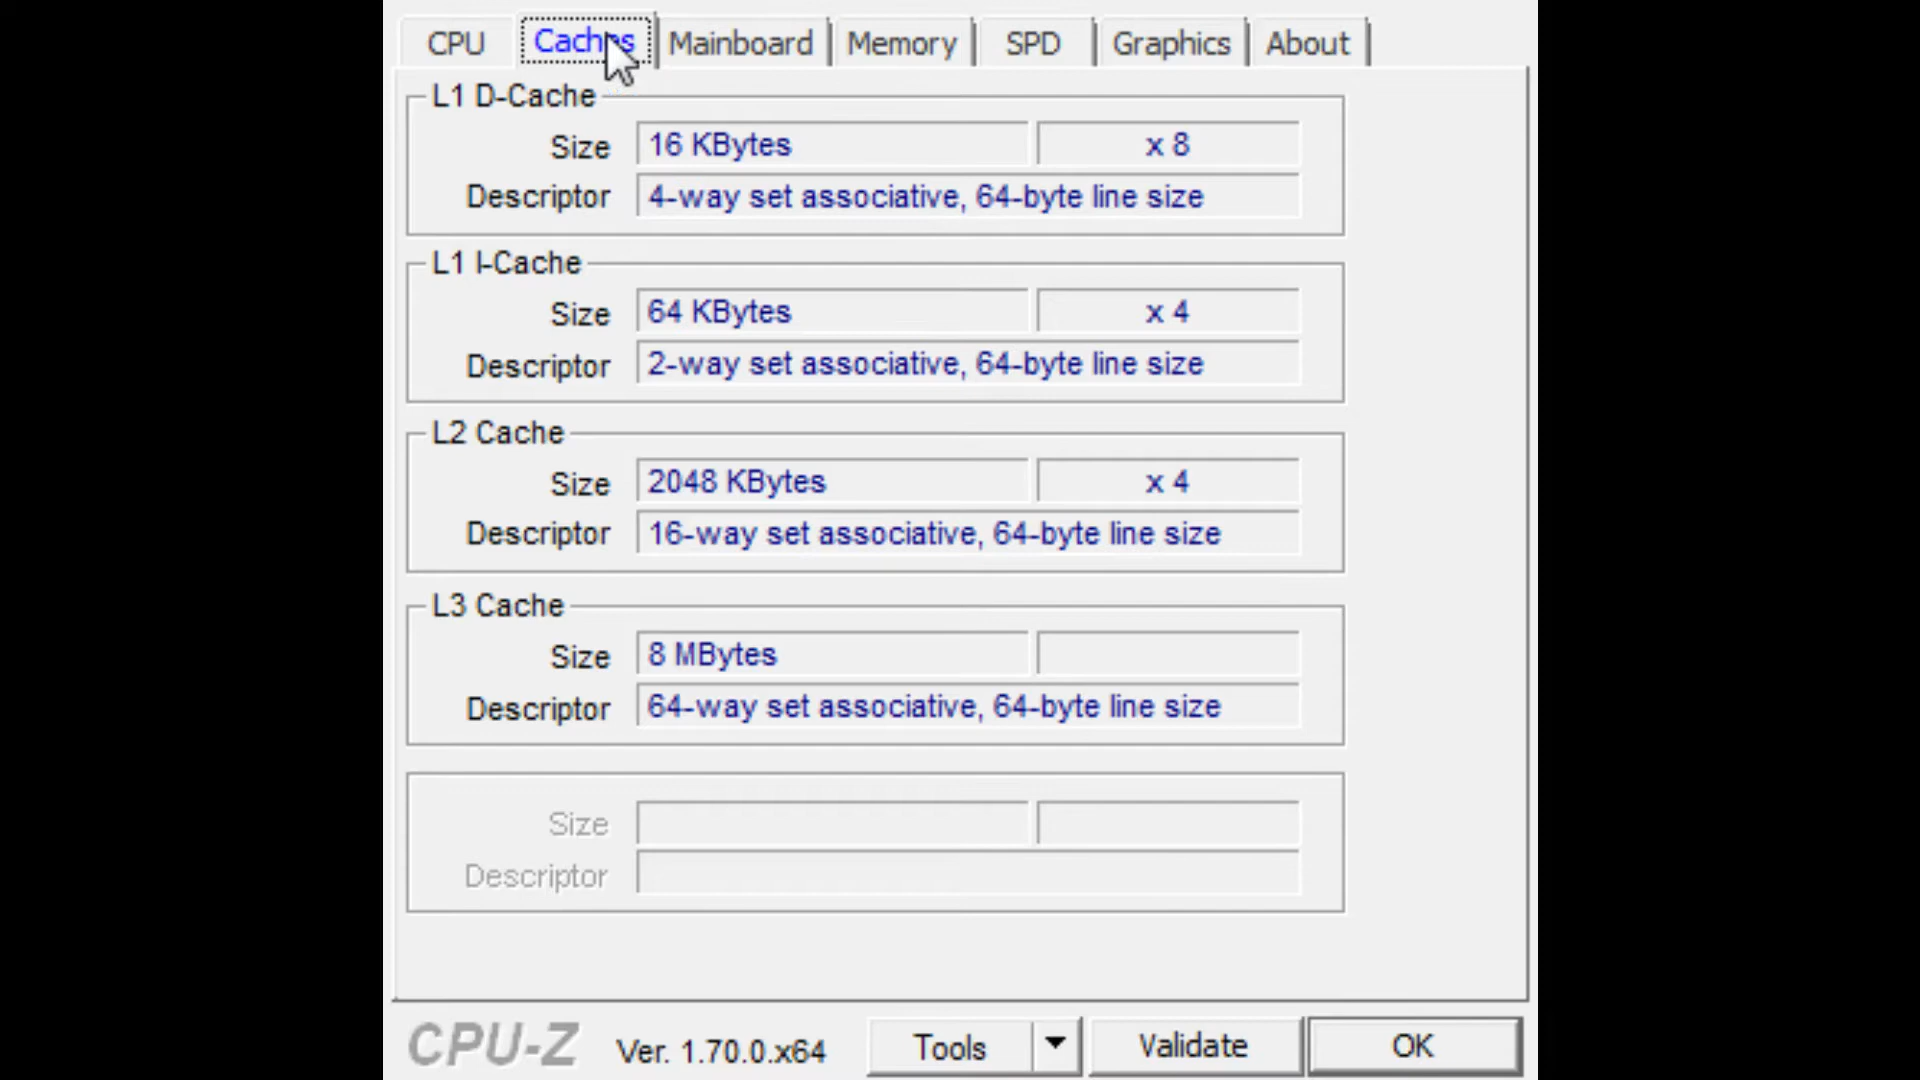 CPU Caches Mainboard Memory SPD Graphics About
L1 D-Cache
Size 16 KBytes x 8
Descriptor 4-way set associative, 64-byte line size
L1 I-Cache
Size 64 KBytes x 4
Descriptor 2-way set associative, 64-byte line size
L2 Cache
Size 2048 KBytes x 4
Descriptor 16-way set associative, 64-byte line size
L3 Cache
Size 8 MBytes
Descriptor 64-way set associative, 64-byte line size
Size
Descriptor
CPU-Z Ver. 1.70.0.x64 Tools Validate OK